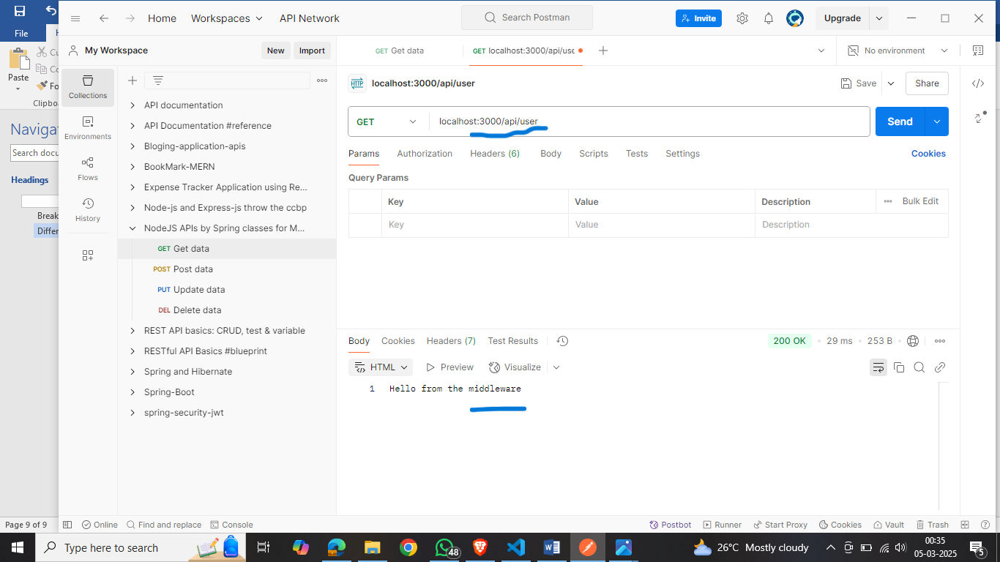 File
H
Home
Workspaces
API Network
Search Postman
Invite
Upgrade
Paste
Cu
Co
Fo
Clipbo
My Workspace
New
Import
GET Get data
GET localhost:3000/api/use
No environment
Collections
Environments
Flows
History
API documentation
API Documentation #reference
Bloging-application-apis
BookMark-MERN
Expense Tracker Application using Re...
Node-js and Express-js throw the ccbp
NodeJS APIs by Spring classes for M...
GET Get data
POST Post data
PUT Update data
DEL Delete data
REST API basics: CRUD, test & variable
RESTful API Basics #blueprint
Spring and Hibernate
Spring-Boot
spring-security-jwt
Navigat
Search docu
Headings
Break
Differ
HTTP localhost:3000/api/user
Save
Share
GET localhost:3000/api/user
Send
Params Authorization Headers (6) Body Scripts Tests Settings Cookies
Query Params
Key Value Description Bulk Edit
Key Value Description
Body Cookies Headers (7) Test Results 200 OK 29 ms 253 B
HTML Preview Visualize
1 Hello from the middleware
Page 9 of 9
Online Find and replace Console Postbot Runner Start Proxy Cookies Vault Trash
Type here to search
48
26°C Mostly cloudy
00:35
05-03-2025
5